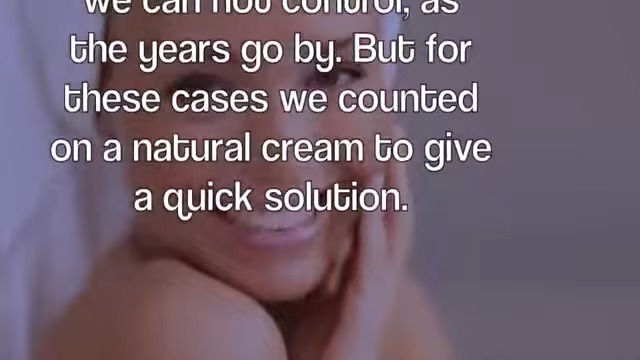 we can not control, as
the years go by. But for
these cases we counted
on a natural cream to give
a quick solution.